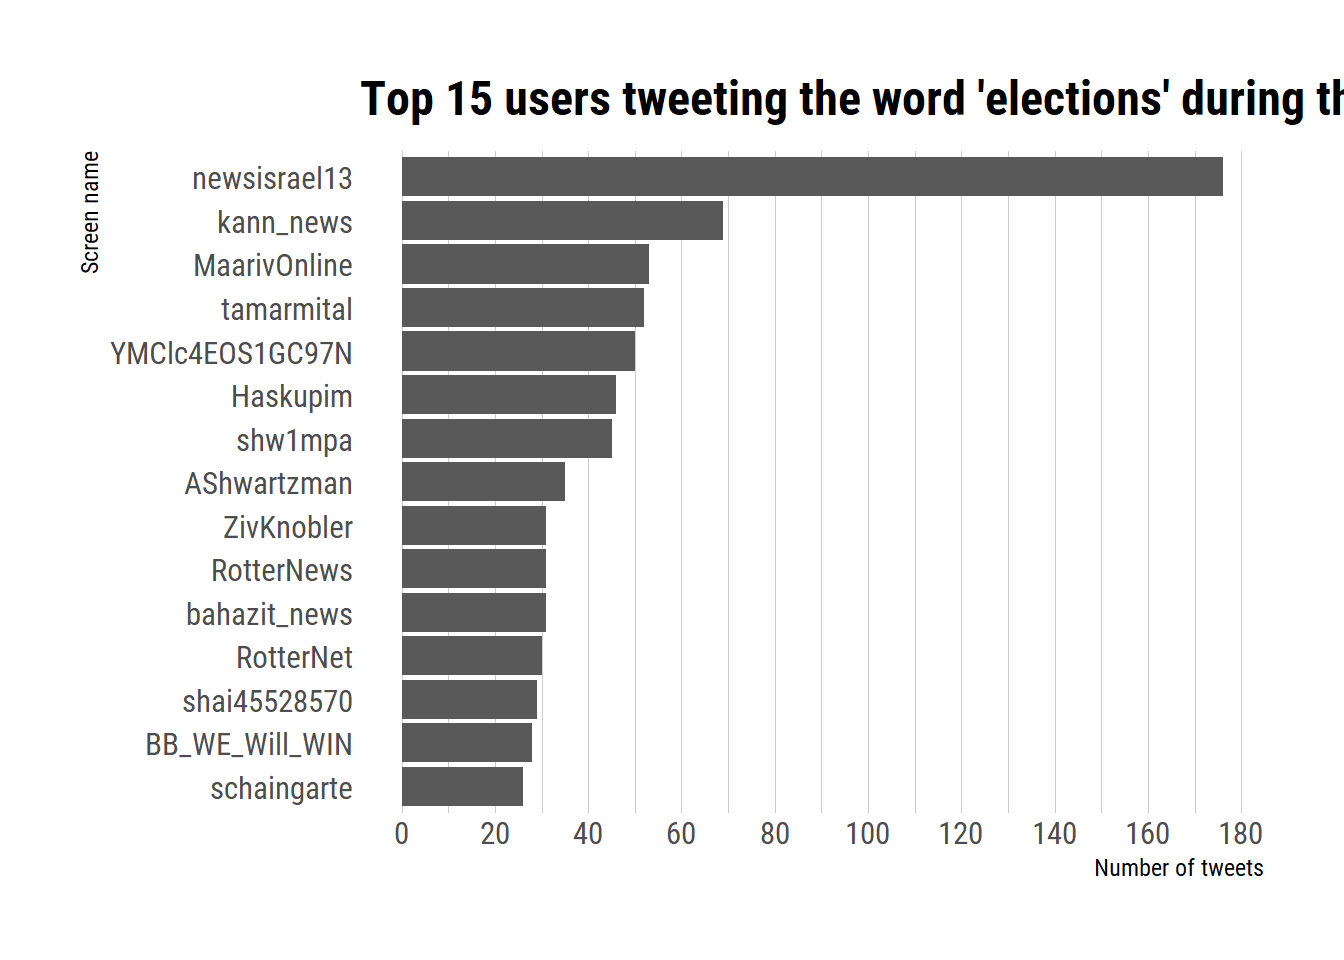 Top 15 users tweeting the word 'elections' during th
Screen name
newsisrael13
kann_news
MaarivOnline
tamarmital
YMClc4EOS1GC97N
Haskupim
shw1mpa
AShwartzman
ZivKnobler
RotterNews
bahazit_news
RotterNet
shai45528570
BB_WE_Will_WIN
schaingarte
0 20 40 60 80 100 120 140 160 180
Number of tweets